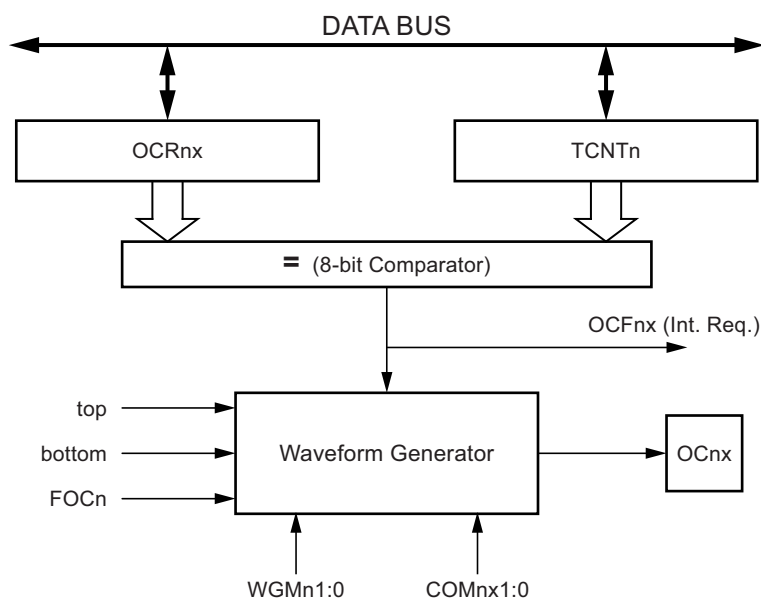 DATA BUS
OCRnx
TCNTn
= (8-bit Comparator)
OCFnx (Int. Req.)
top
bottom
FOCn
Waveform Generator
OCnx
WGMn1:0
COMnx1:0